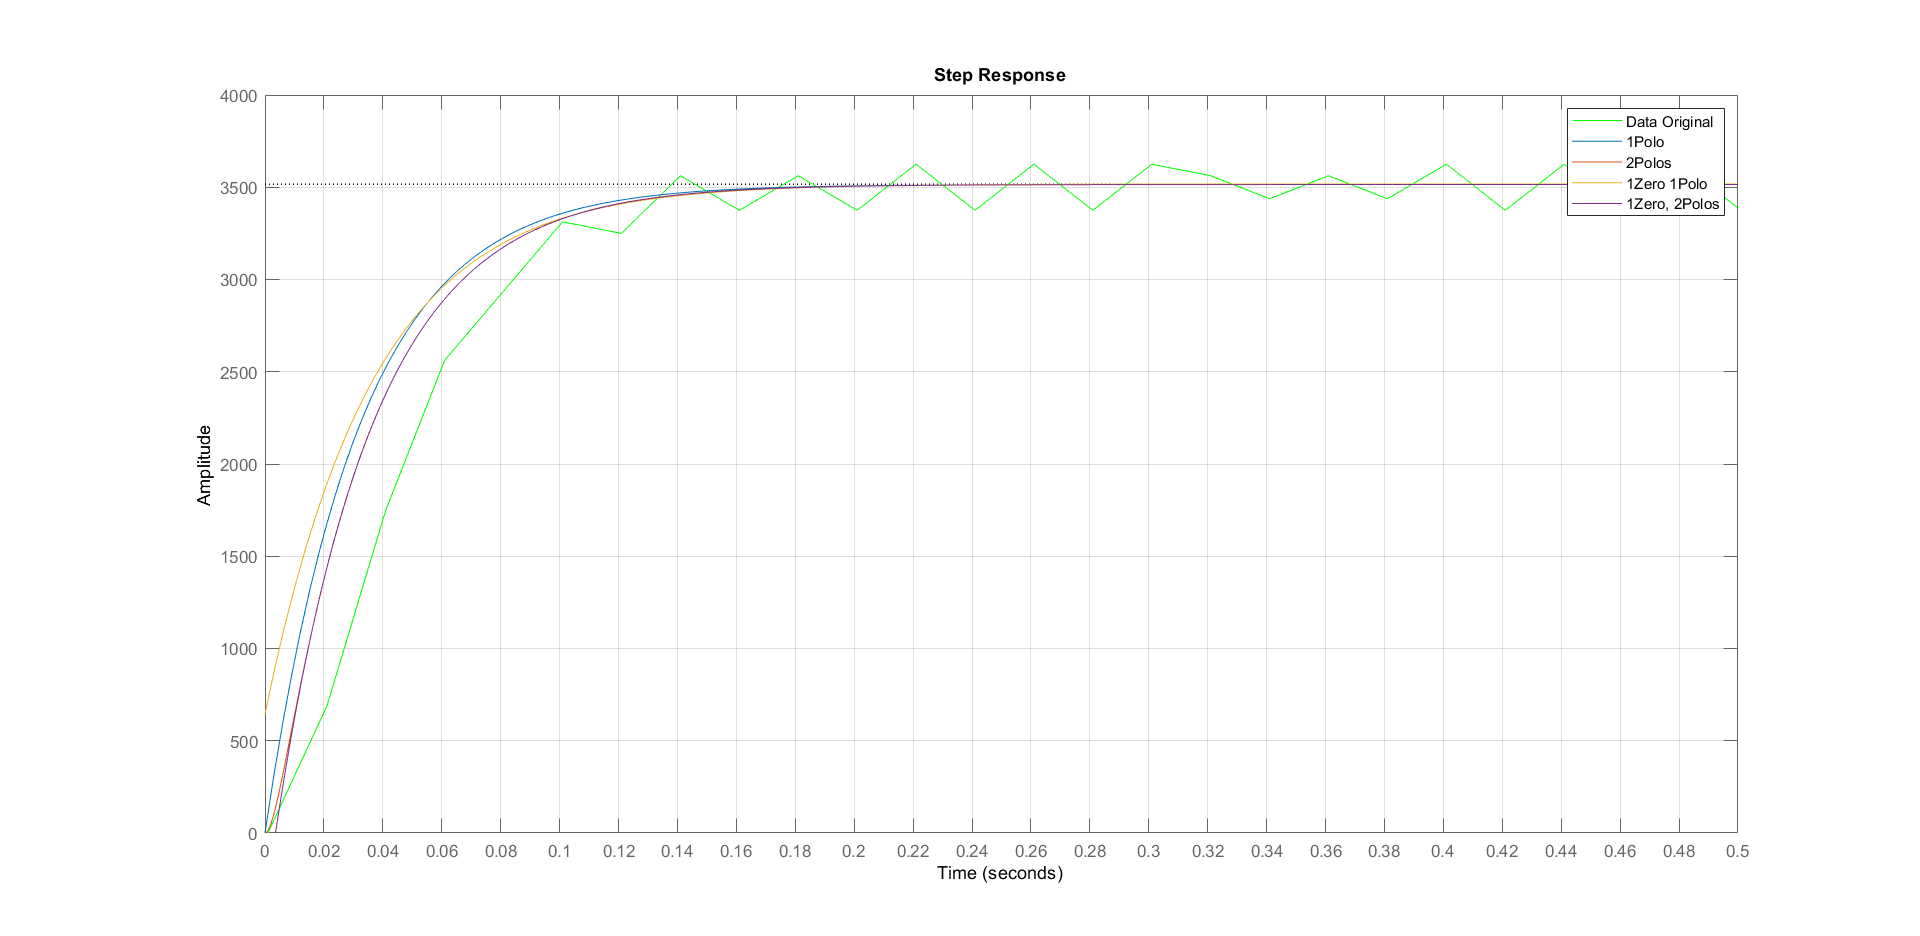 Step Response
Data Original
1Polo
2Polos
1Zero 1Polo
1Zero, 2Polos
Amplitude
4000
3500
3000
2500
2000
1500
1000
500
0
0 0.02 0.04 0.06 0.08 0.1 0.12 0.14 0.16 0.18 0.2 0.22 0.24 0.26 0.28 0.3 0.32 0.34 0.36 0.38 0.4 0.42 0.44 0.46 0.48 0.5
Time (seconds)